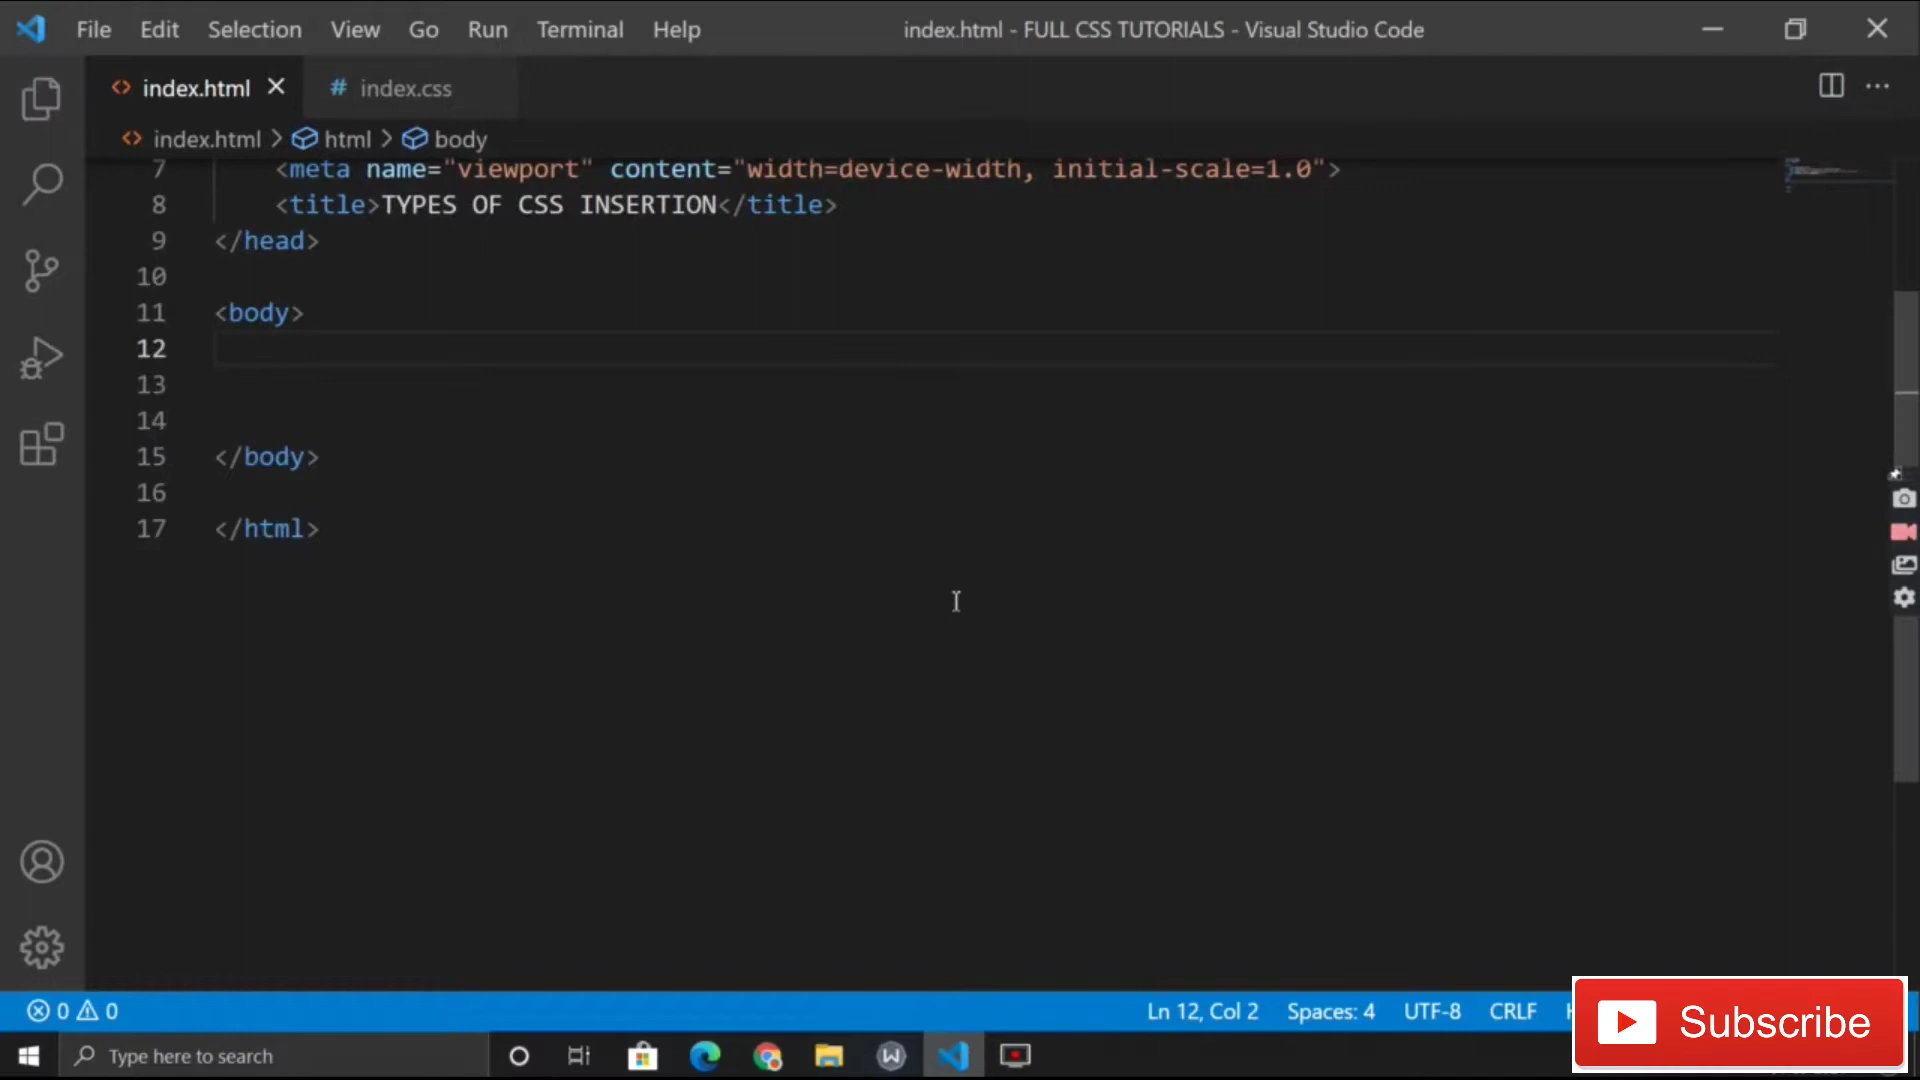 File Edit Selection View Go Run Terminal Help index.html - FULL CSS TUTORIALS - Visual Studio Code
<> index.html # index.css
<> index.html > html > body
7 <meta name="viewport" content="width=device-width, initial-scale=1.0">
8 <title>TYPES OF CSS INSERTION</title>
9 </head>
10
11 <body>
12
13
14
15 </body>
16
17 </html>
0 0 Ln 12, Col 2 Spaces: 4 UTF-8 CRLF
Subscribe
Type here to search